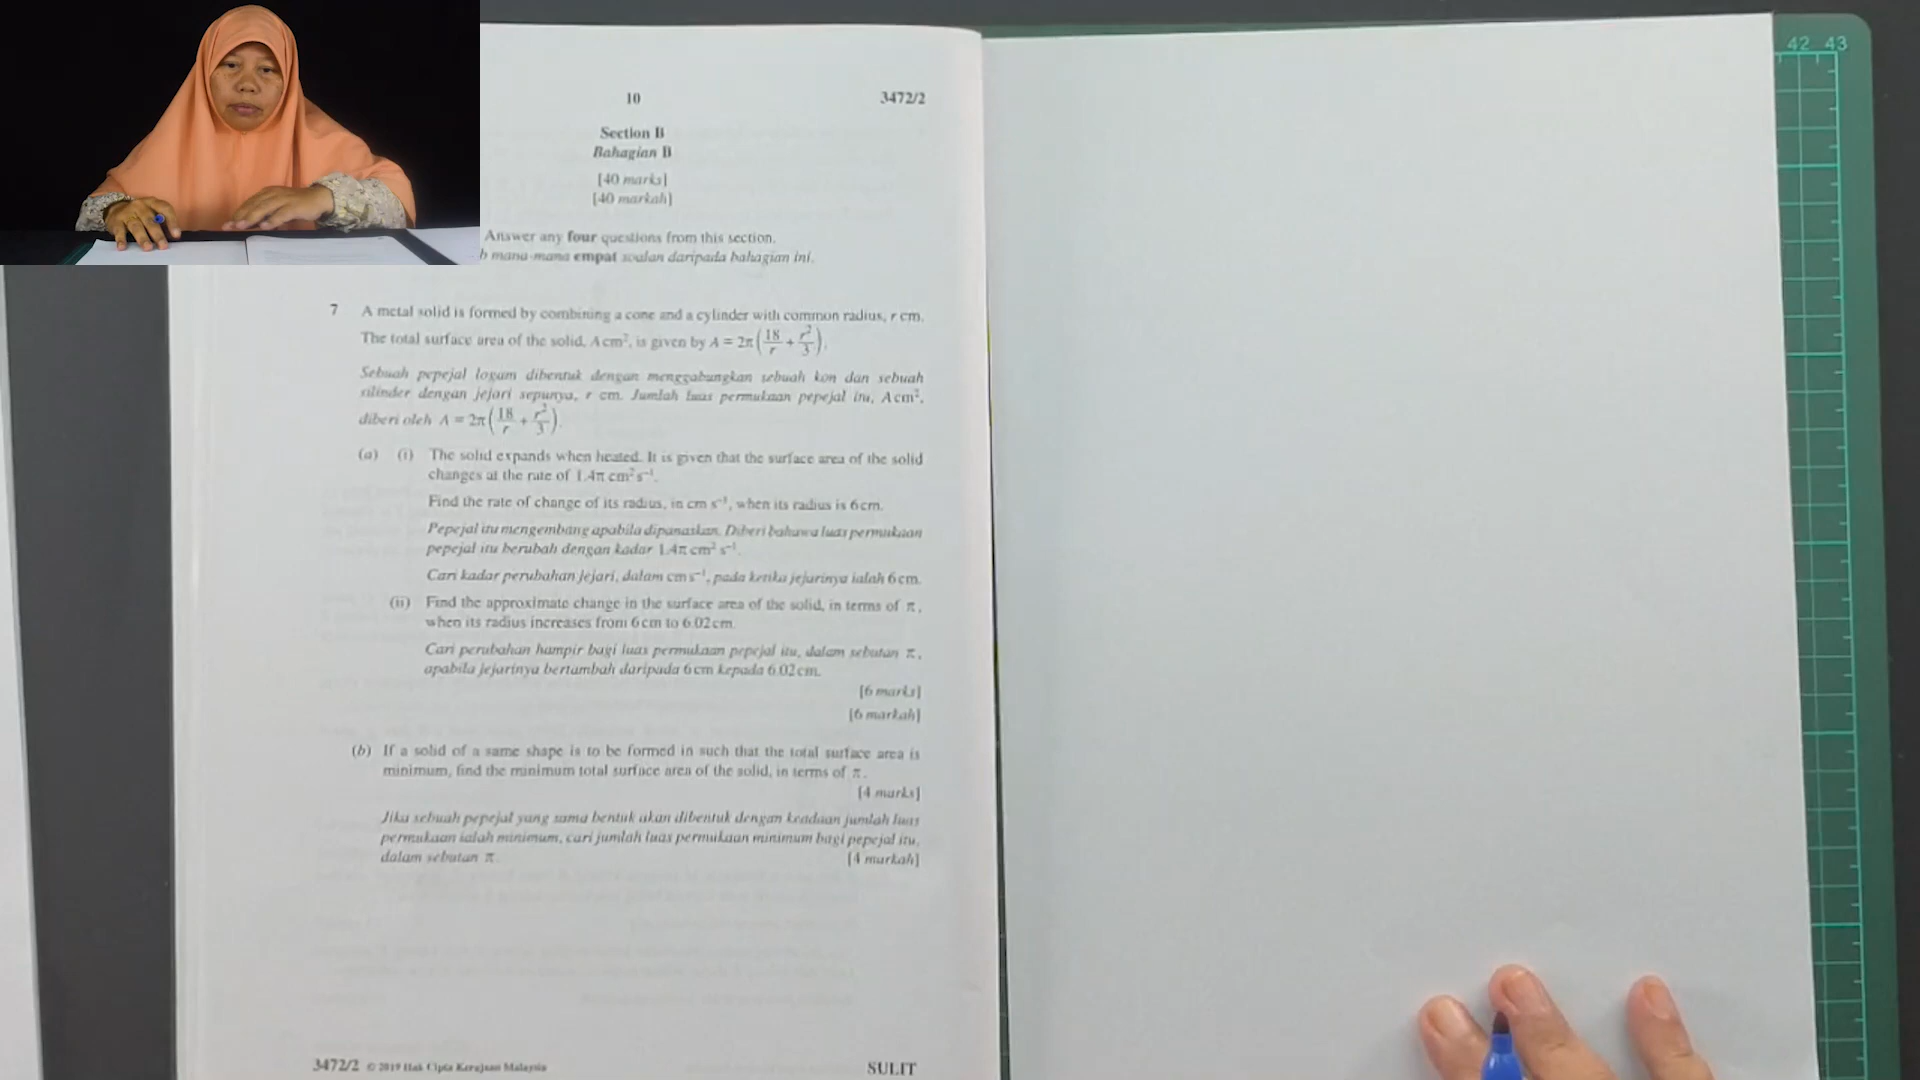 42 43
10 3472/2
Section B
Bahagian B
[40 marks]
[40 markah]
Answer any four questions from this section.
b mana-mana empat soalan daripada bahagian ini.
7 A metal solid is formed by combining a cone and a cylinder with common radius, r cm.
The total surface area of the solid, A cm², is given by A = 2π(18/r + r²/3).
Sebuah pepejal logam dibentuk dengan menggabungkan sebuah kon dan sebuah
silinder dengan jejari sepunya, r cm. Jumlah luas permukaan pepejal itu, A cm²,
diberi oleh A = 2π(18/r + r²/3).
(a) (i) The solid expands when heated. It is given that the surface area of the solid
changes at the rate of 1.4π cm² s⁻¹.
Find the rate of change of its radius, in cm s⁻¹, when its radius is 6 cm.
Pepejal itu mengembang apabila dipanaskan. Diberi bahawa luas permukaan
pepejal itu berubah dengan kadar 1.4π cm² s⁻¹.
Cari kadar perubahan jejari, dalam cm s⁻¹, pada ketika jejarinya ialah 6 cm.
(ii) Find the approximate change in the surface area of the solid, in terms of π,
when its radius increases from 6 cm to 6.02 cm.
Cari perubahan hampir bagi luas permukaan pepejal itu, dalam sebutan π,
apabila jejarinya bertambah daripada 6 cm kepada 6.02 cm.
[6 marks]
[6 markah]
(b) If a solid of a same shape is to be formed in such that the total surface area is
minimum, find the minimum total surface area of the solid, in terms of π.
[4 marks]
Jika sebuah pepejal yang sama bentuk akan dibentuk dengan keadaan jumlah luas
permukaan ialah minimum, cari jumlah luas permukaan minimum bagi pepejal itu,
dalam sebutan π. [4 markah]
3472/2 © 2019 Hak Cipta Kerajaan Malaysia SULIT